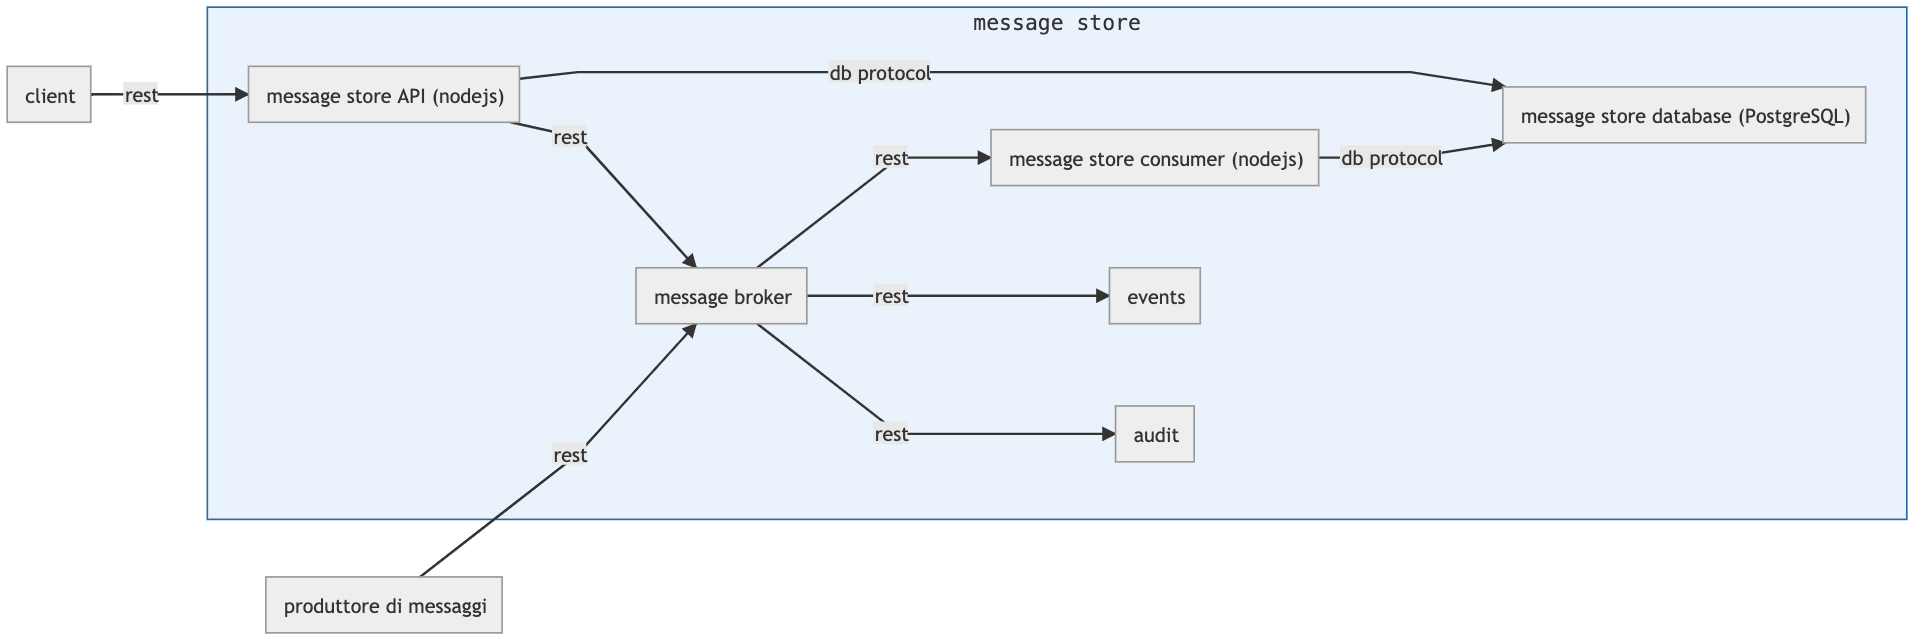 message store
client
rest
message store API (nodejs)
db protocol
message store database (PostgreSQL)
rest
rest
message store consumer (nodejs)
db protocol
message broker
rest
events
rest
audit
rest
produttore di messaggi